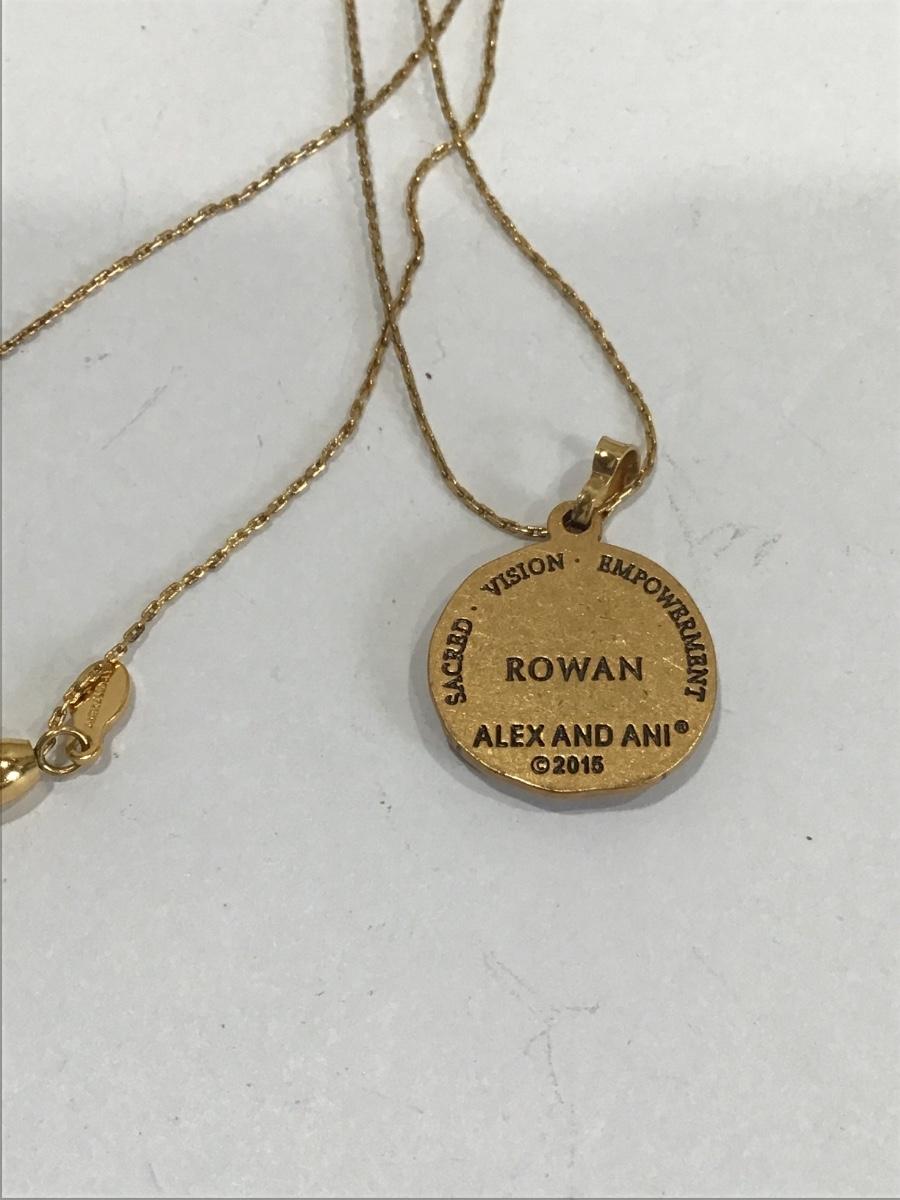 SACRED · VISION · EMPOWERMENT
ROWAN
ALEX AND ANI®
©2015